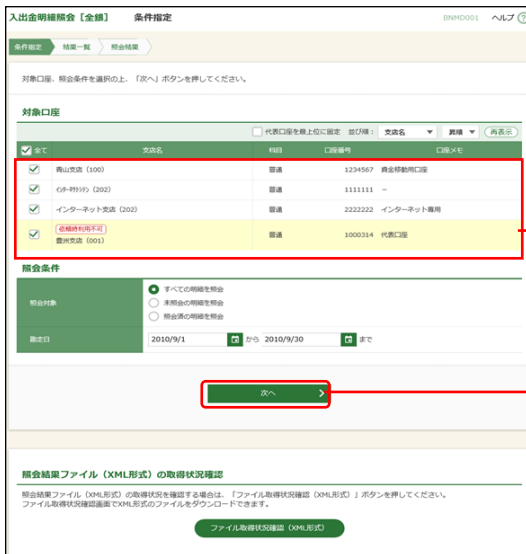 入出金明細照会［全銀］　条件指定　BNMD001　ヘルプ
条件指定　結果一覧　照会結果
対象口座、照会条件を選択の上、「次へ」ボタンを押してください。
対象口座
代表口座を最上位に固定　並び順：　支店名　▼　昇順　▼　再表示
全て　支店名　科目　口座番号　口座メモ
青山支店（100）　普通　1234567　資金移動用口座
（202）　普通　1111111　－
インターネット支店（202）　普通　2222222　インターネット専用
依頼時利用不可
豊洲支店（001）　普通　1000314　代表口座
照会条件
照会対象
すべての明細を照会
未照会の明細を照会
照会済の明細を照会
勘定日　2010/9/1　から　2010/9/30　まで
次へ
照会結果ファイル（XML形式）の取得状況確認
照会結果ファイル（XML形式）の取得状況を確認する場合は、「ファイル取得状況確認（XML形式）」ボタンを押してください。
ファイル取得状況確認画面でXML形式のファイルをダウンロードできます。
ファイル取得状況確認（XML形式）